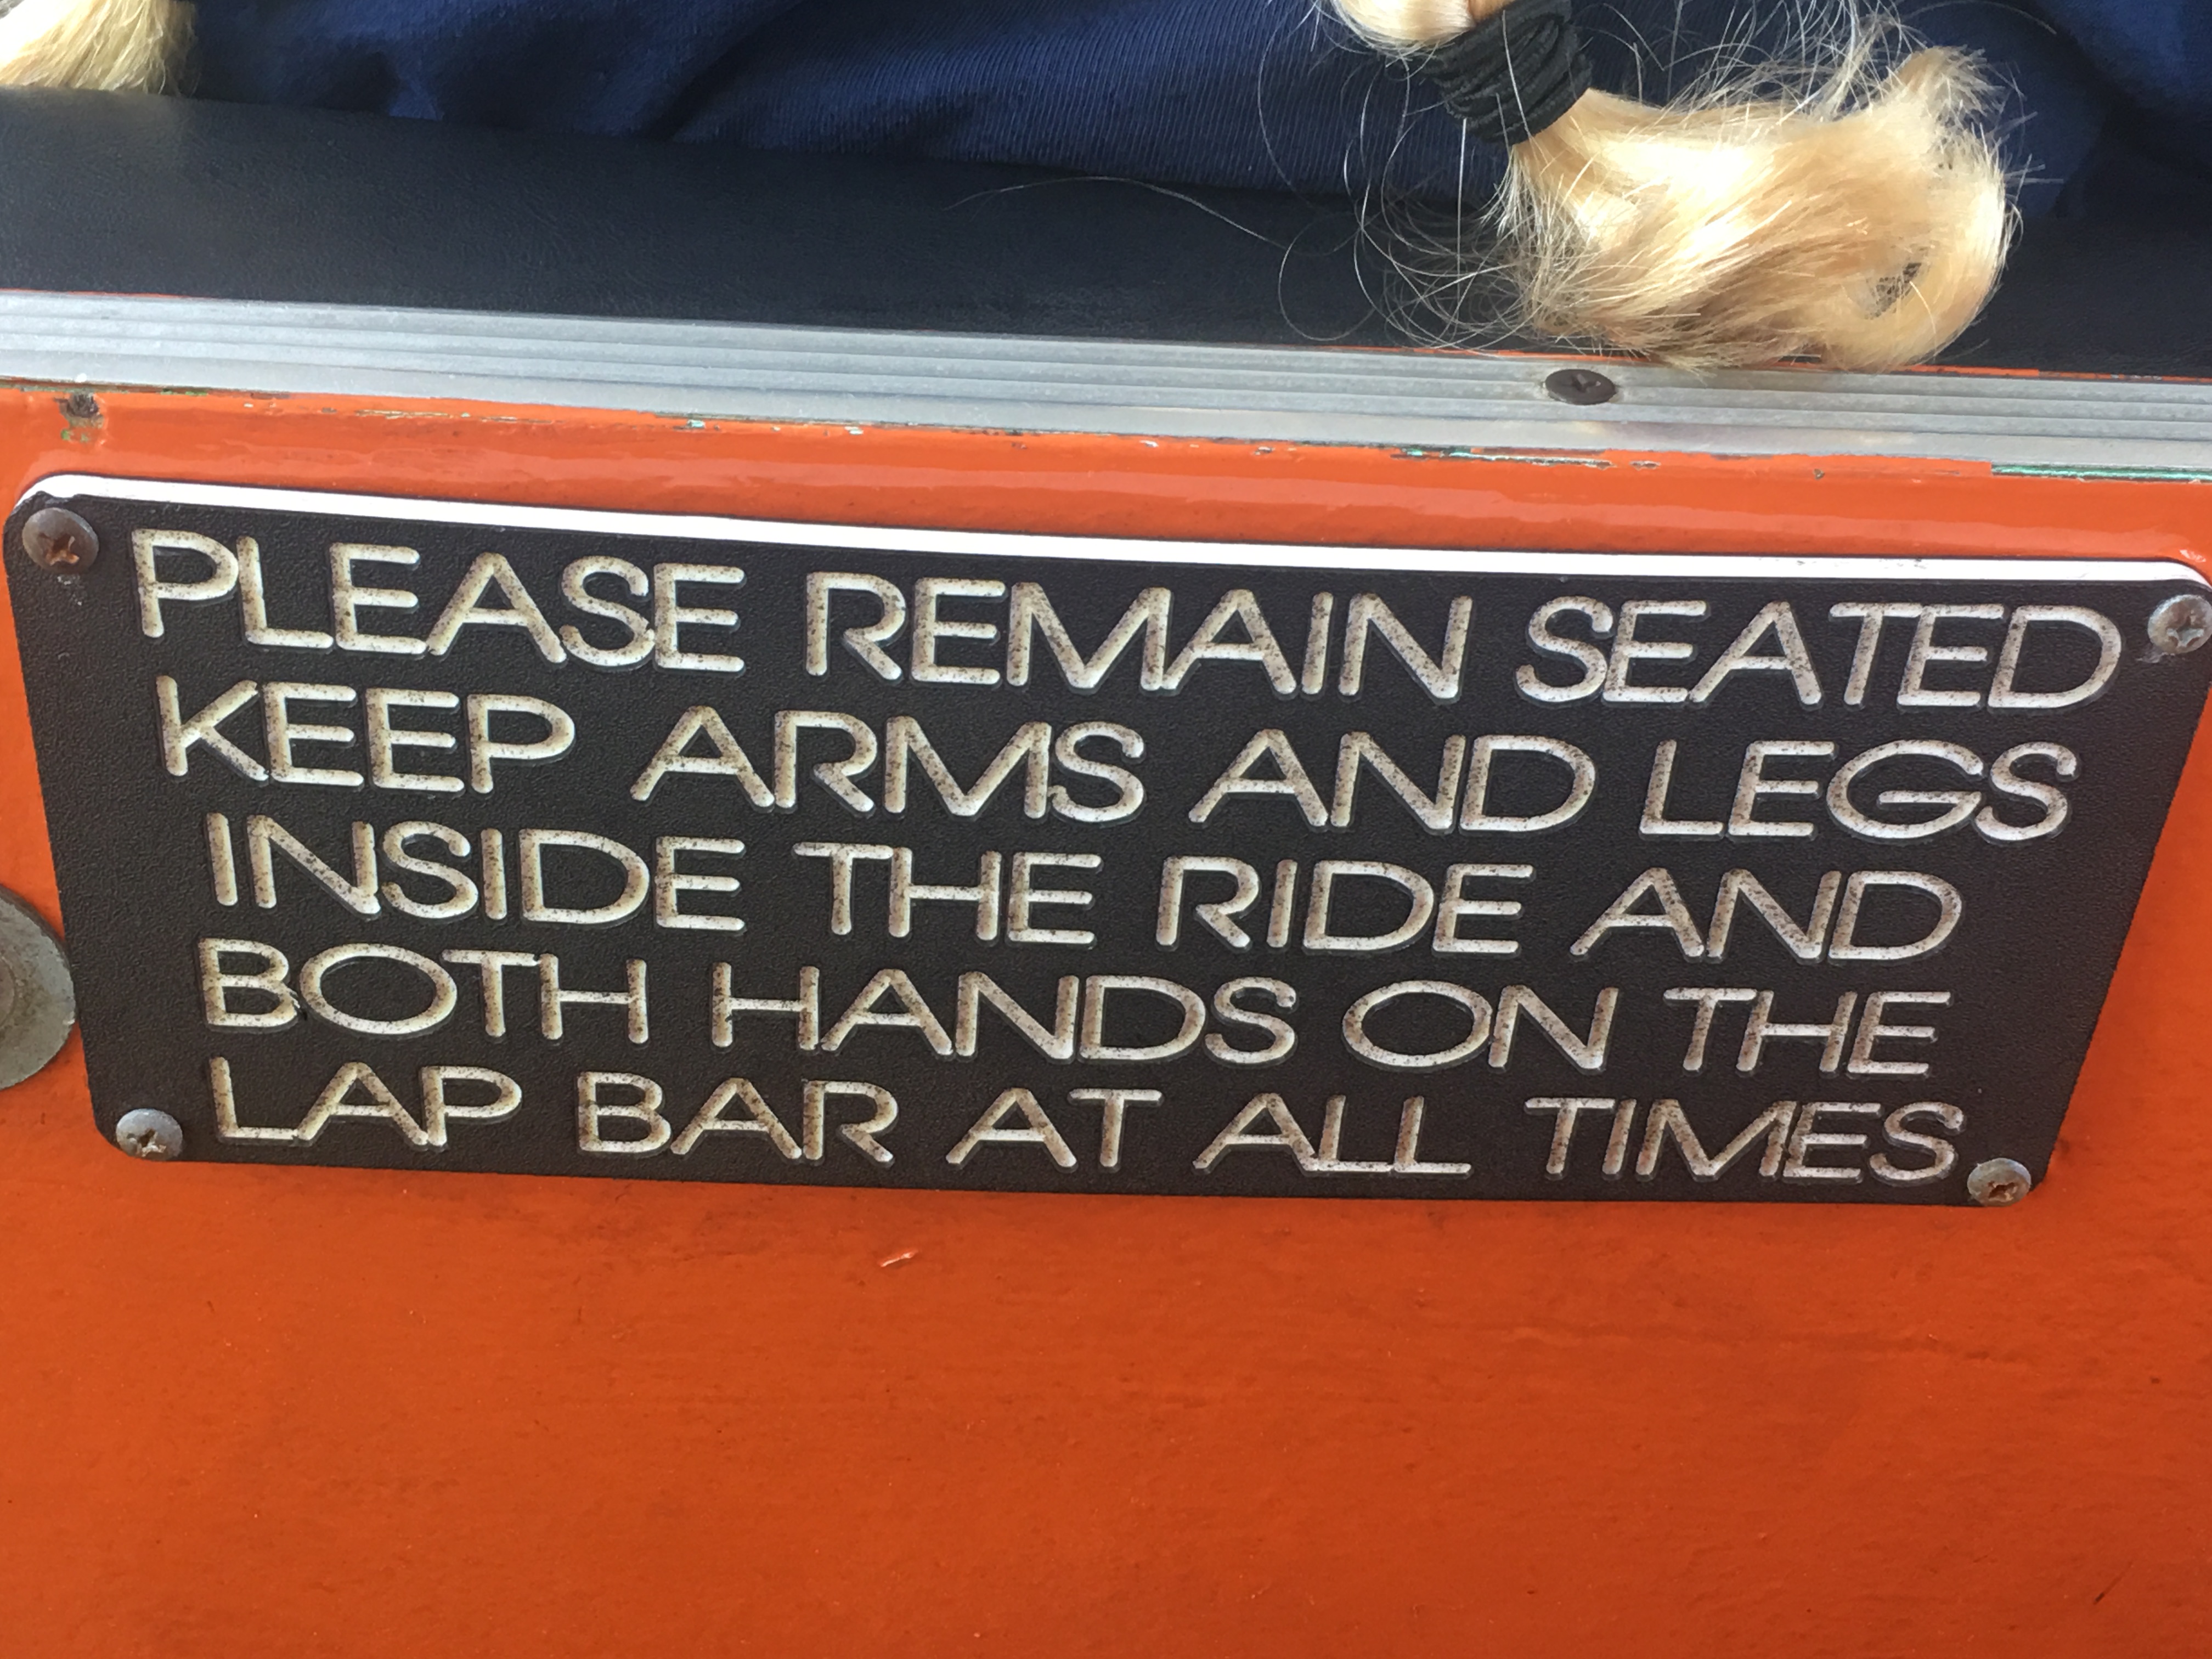 PLEASE REMAIN SEATED
KEEP ARMS AND LEGS
INSIDE THE RIDE AND
BOTH HANDS ON THE
LAP BAR AT ALL TIMES